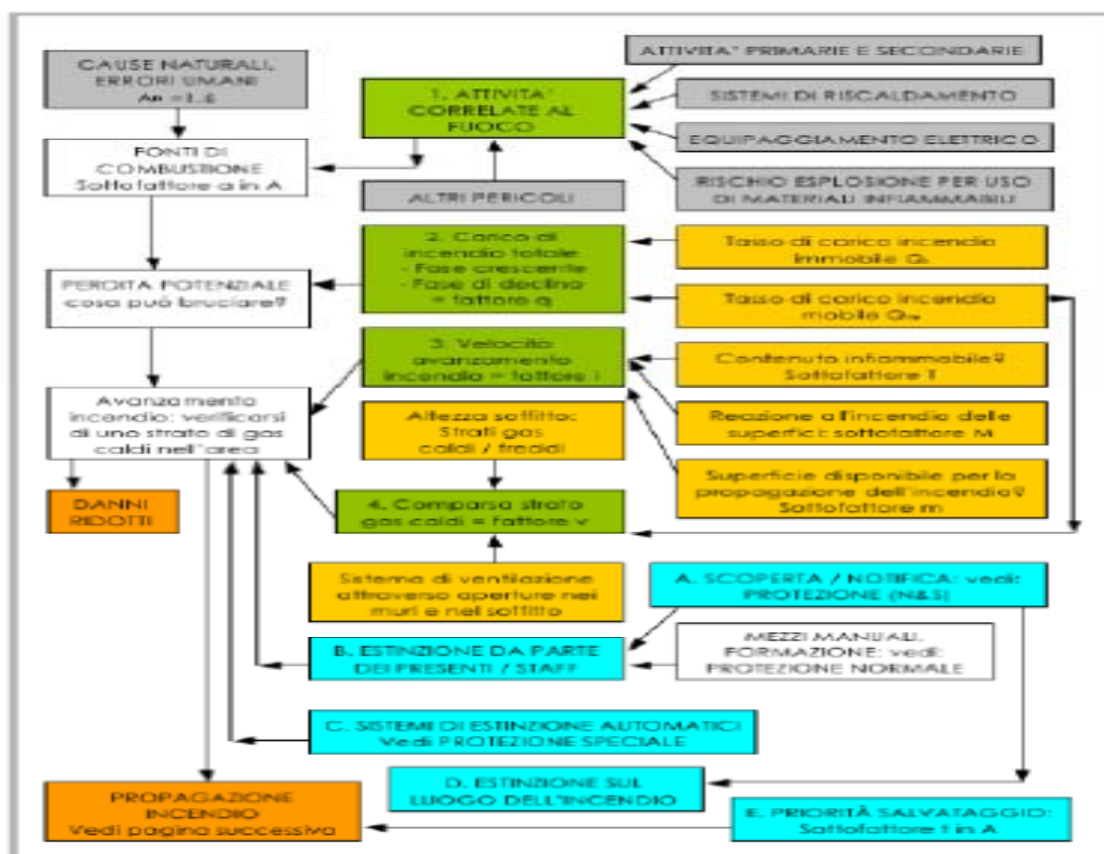 CAUSE NATURALI,
ERRORI UMANI
=1.6
ATTIVITA' PRIMARIE E SECONDARIE
1. ATTIVITA'
CORRELATE AL
FUOCO
SISTEMI DI RISCALDAMENTO
EQUIPAGGIAMENTO ELETTRICO
FONTI DI
COMBUSTIONE
Sottofattore a in A
RISCHIO ESPLOSIONE PER USO
DI MATERIALI INFIAMMABILI
ALTRI PERICOLI
2. Carico di
incendio totale
- Fase crescente
- Fase di declino
= fattore q
Tasso di carico incendio
immobile
PERDITA POTENZIALE
cosa può bruciare?
Tasso di carico incendio
mobile
3. Velocità
avanzamento
incendio = fattore i
Contenuto infiammabile?
Sottofattore T
Avanzamento
incendio: verificarsi
di uno strato di gas
caldi nell'area
Altezza soffitto:
Strati gas
caldi / freddi
Reazione all'incendio delle
superfici: sottofattore M
Superficie disponibile per la
propagazione dell'incendio?
Sottofattore m
DANNI
RIDOTTI
4. Comparsa strato
gas caldi = fattore v
Sistema di ventilazione
attraverso aperture nei
muri e nel soffitto
A. SCOPERTA / NOTIFICA: vedi:
PROTEZIONE (N&S)
B. ESTINZIONE DA PARTE
DEI PRESENTI / STAFF
MEZZI MANUALI,
FORMAZIONE: vedi:
PROTEZIONE NORMALE
C. SISTEMI DI ESTINZIONE AUTOMATICI
Vedi PROTEZIONE SPECIALE
D. ESTINZIONE SUL
LUOGO DELL'INCENDIO
PROPAGAZIONE
INCENDIO
Vedi pagina successiva
E. PRIORITÀ SALVATAGGIO:
Sottofattore t in A